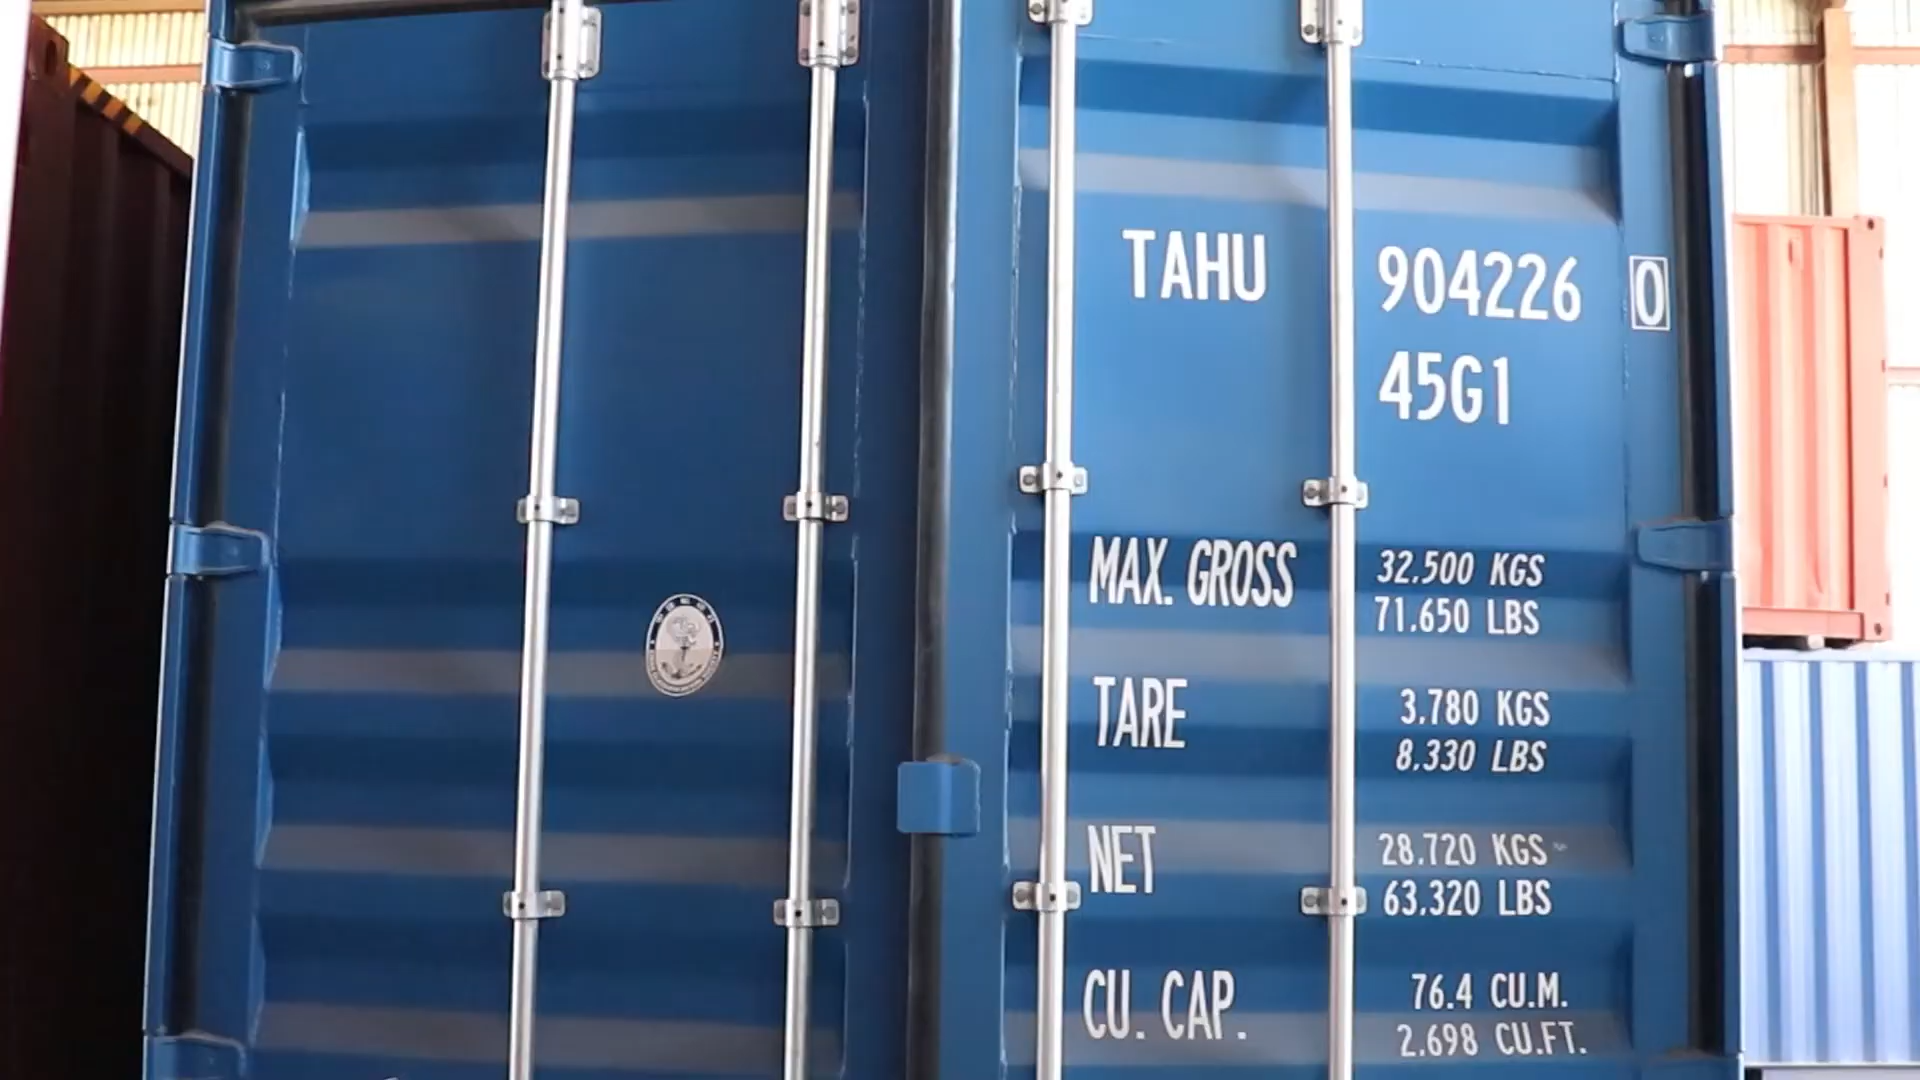 TAHU 904226 0
45G1
MAX. GROSS 32.500 KGS
71.650 LBS
TARE 3.780 KGS
8.330 LBS
NET 28.720 KGS
63.320 LBS
CU. CAP. 76.4 CU.M.
2.698 CU.FT.